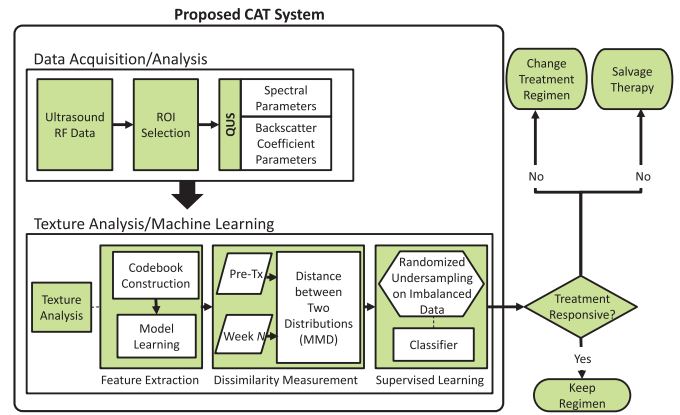 Proposed CAT System
Data Acquisition/Analysis
Ultrasound
RF Data
ROI
Selection
QUS
Spectral
Parameters
Backscatter
Coefficient
Parameters
Change
Treatment
Regimen
Salvage
Therapy
No
No
Texture Analysis/Machine Learning
Texture
Analysis
Codebook
Construction
Model
Learning
Feature Extraction
Pre-Tx
Week N
Distance
between
Two
Distributions
(MMD)
Dissimilarity Measurement
Randomized
Undersampling
on Imbalanced
Data
Classifier
Supervised Learning
Treatment
Responsive?
Yes
Keep
Regimen